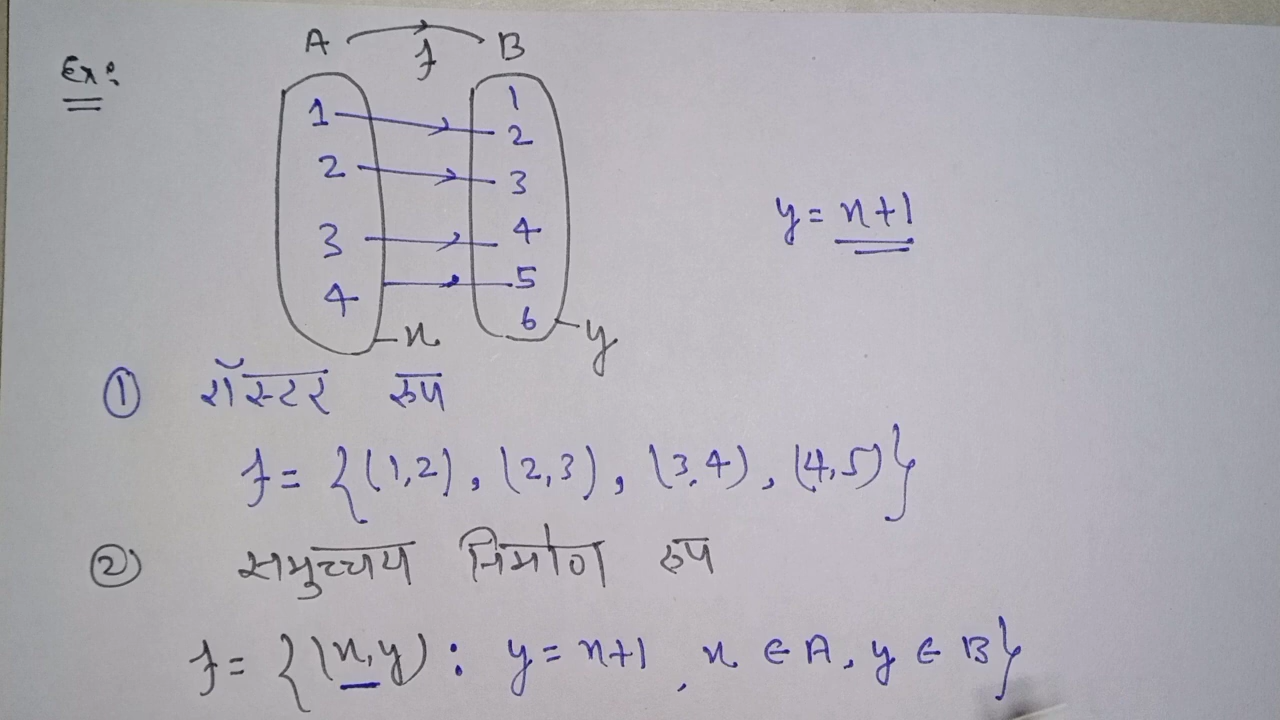 Ex:
A f B
1 1
2 2
3 3
4 4
5
6
x y
y = x+1
① रॉस्टर रुप
f = {(1,2), (2,3), (3,4), (4,5)}
② समुच्चय निर्माण रुप
f = {(x,y) : y = x+1, x ∈ A, y ∈ B}